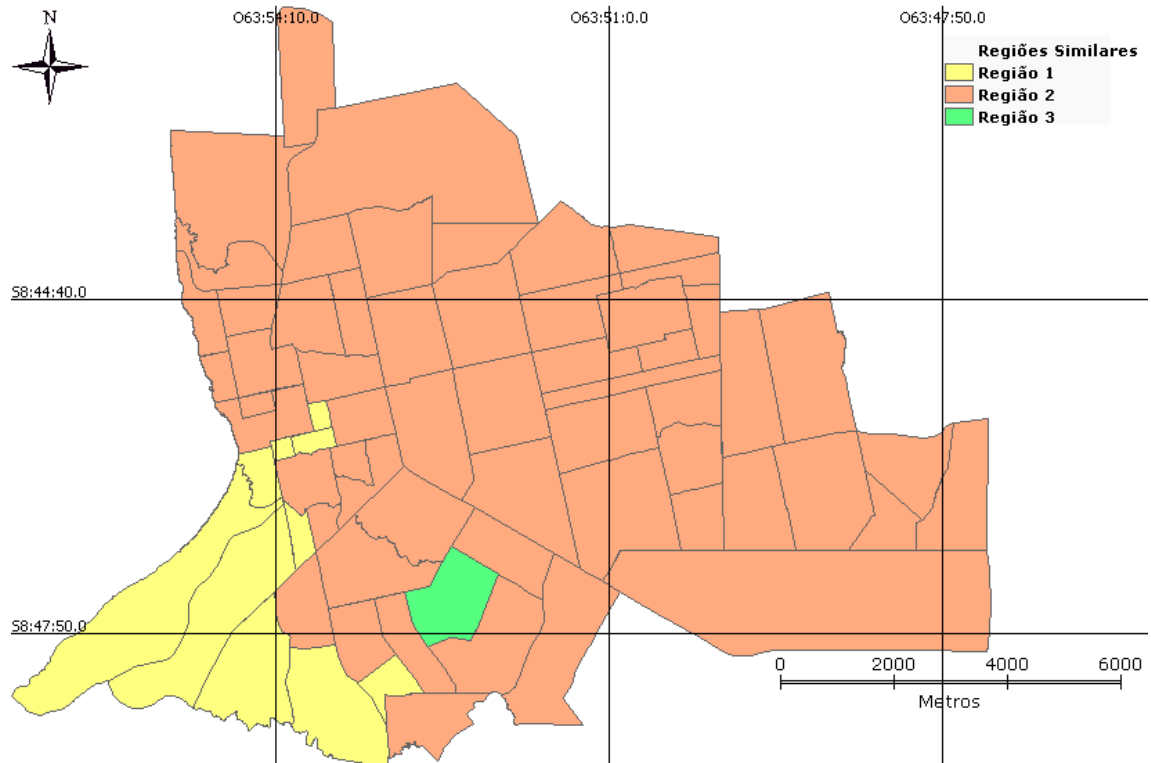 N
O63:54:10.0
O63:51:0.0
O63:47:50.0
Regiões Similares
Região 1
Região 2
Região 3
S8:44:40.0
S8:47:50.0
0 2000 4000 6000
Metros